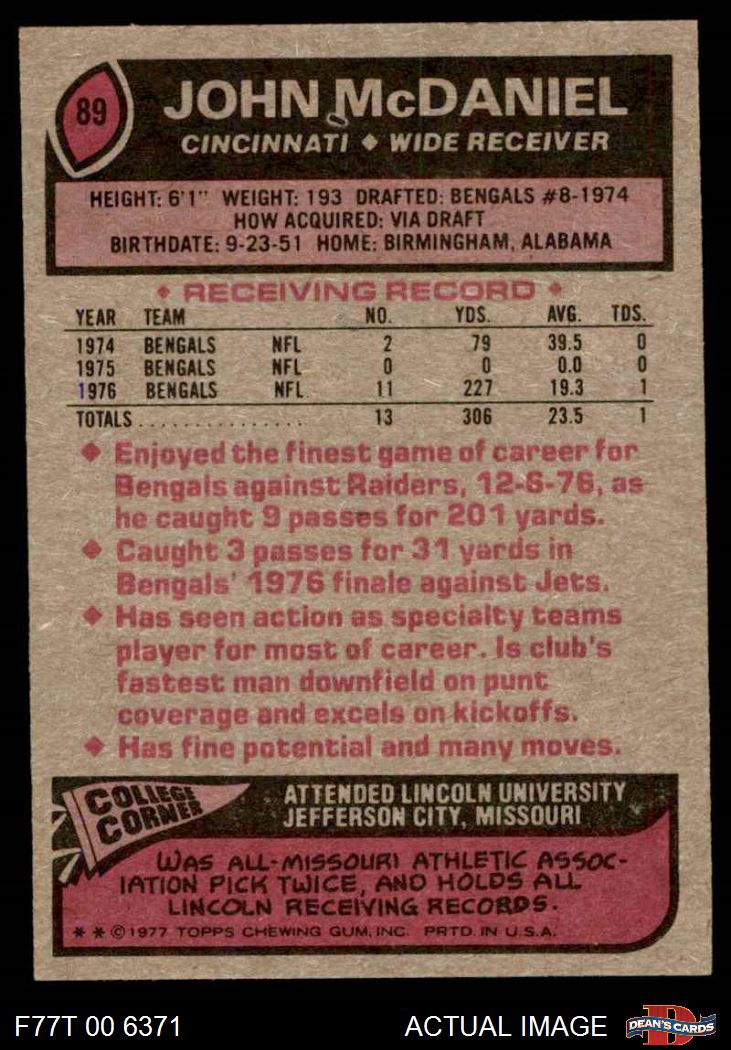 89
JOHN McDANIEL
CINCINNATI ♦ WIDE RECEIVER
HEIGHT: 6'1" WEIGHT: 193 DRAFTED: BENGALS #8-1974
HOW ACQUIRED: VIA DRAFT
BIRTHDATE: 9-23-51 HOME: BIRMINGHAM, ALABAMA
♦ RECEIVING RECORD ♦
YEAR TEAM NO. YDS. AVG. TDS.
1974 BENGALS NFL 2 79 39.5 0
1975 BENGALS NFL 0 0 0.0 0
1976 BENGALS NFL 11 227 19.3 1
TOTALS................ 13 306 23.5 1
♦ Enjoyed the finest game of career for
Bengals against Raiders, 12-6-76, as
he caught 9 passes for 201 yards.
♦ Caught 3 passes for 31 yards in
Bengals' 1976 finale against Jets.
♦ Has seen action as specialty teams
player for most of career. Is club's
fastest man downfield on punt
coverage and excels on kickoffs.
♦ Has fine potential and many moves.
COLLEGE
CORNER
ATTENDED LINCOLN UNIVERSITY
JEFFERSON CITY, MISSOURI
WAS ALL-MISSOURI ATHLETIC ASSOC-
IATION PICK TWICE, AND HOLDS ALL
LINCOLN RECEIVING RECORDS.
* * © 1977 TOPPS CHEWING GUM, INC. PRTD. IN U.S.A.
F77T 00 6371 ACTUAL IMAGE
D
DEAN'S CARDS